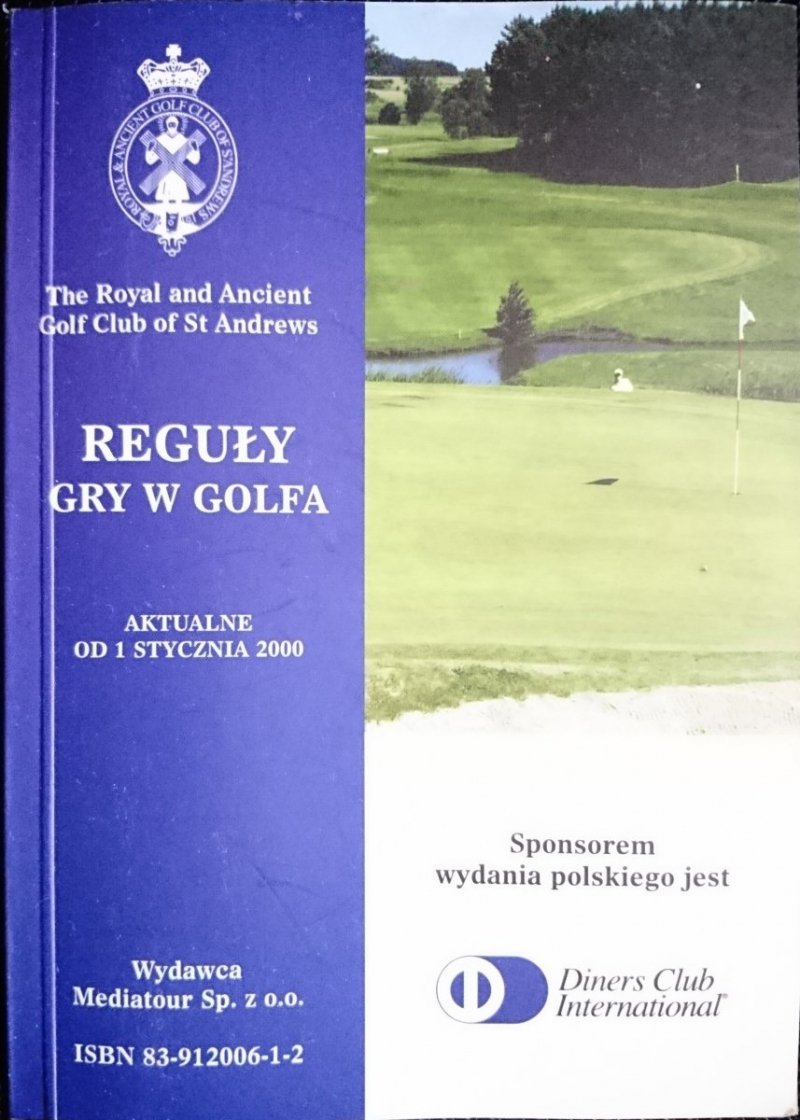 ROYAL & ANCIENT GOLF CLUB OF ST ANDREWS
The Royal and Ancient
Golf Club of St Andrews
REGUŁY
GRY W GOLFA
AKTUALNE
OD 1 STYCZNIA 2000
Wydawca
Mediatour Sp. z o.o.
ISBN 83-912006-1-2
Sponsorem
wydania polskiego jest
Diners Club
International®